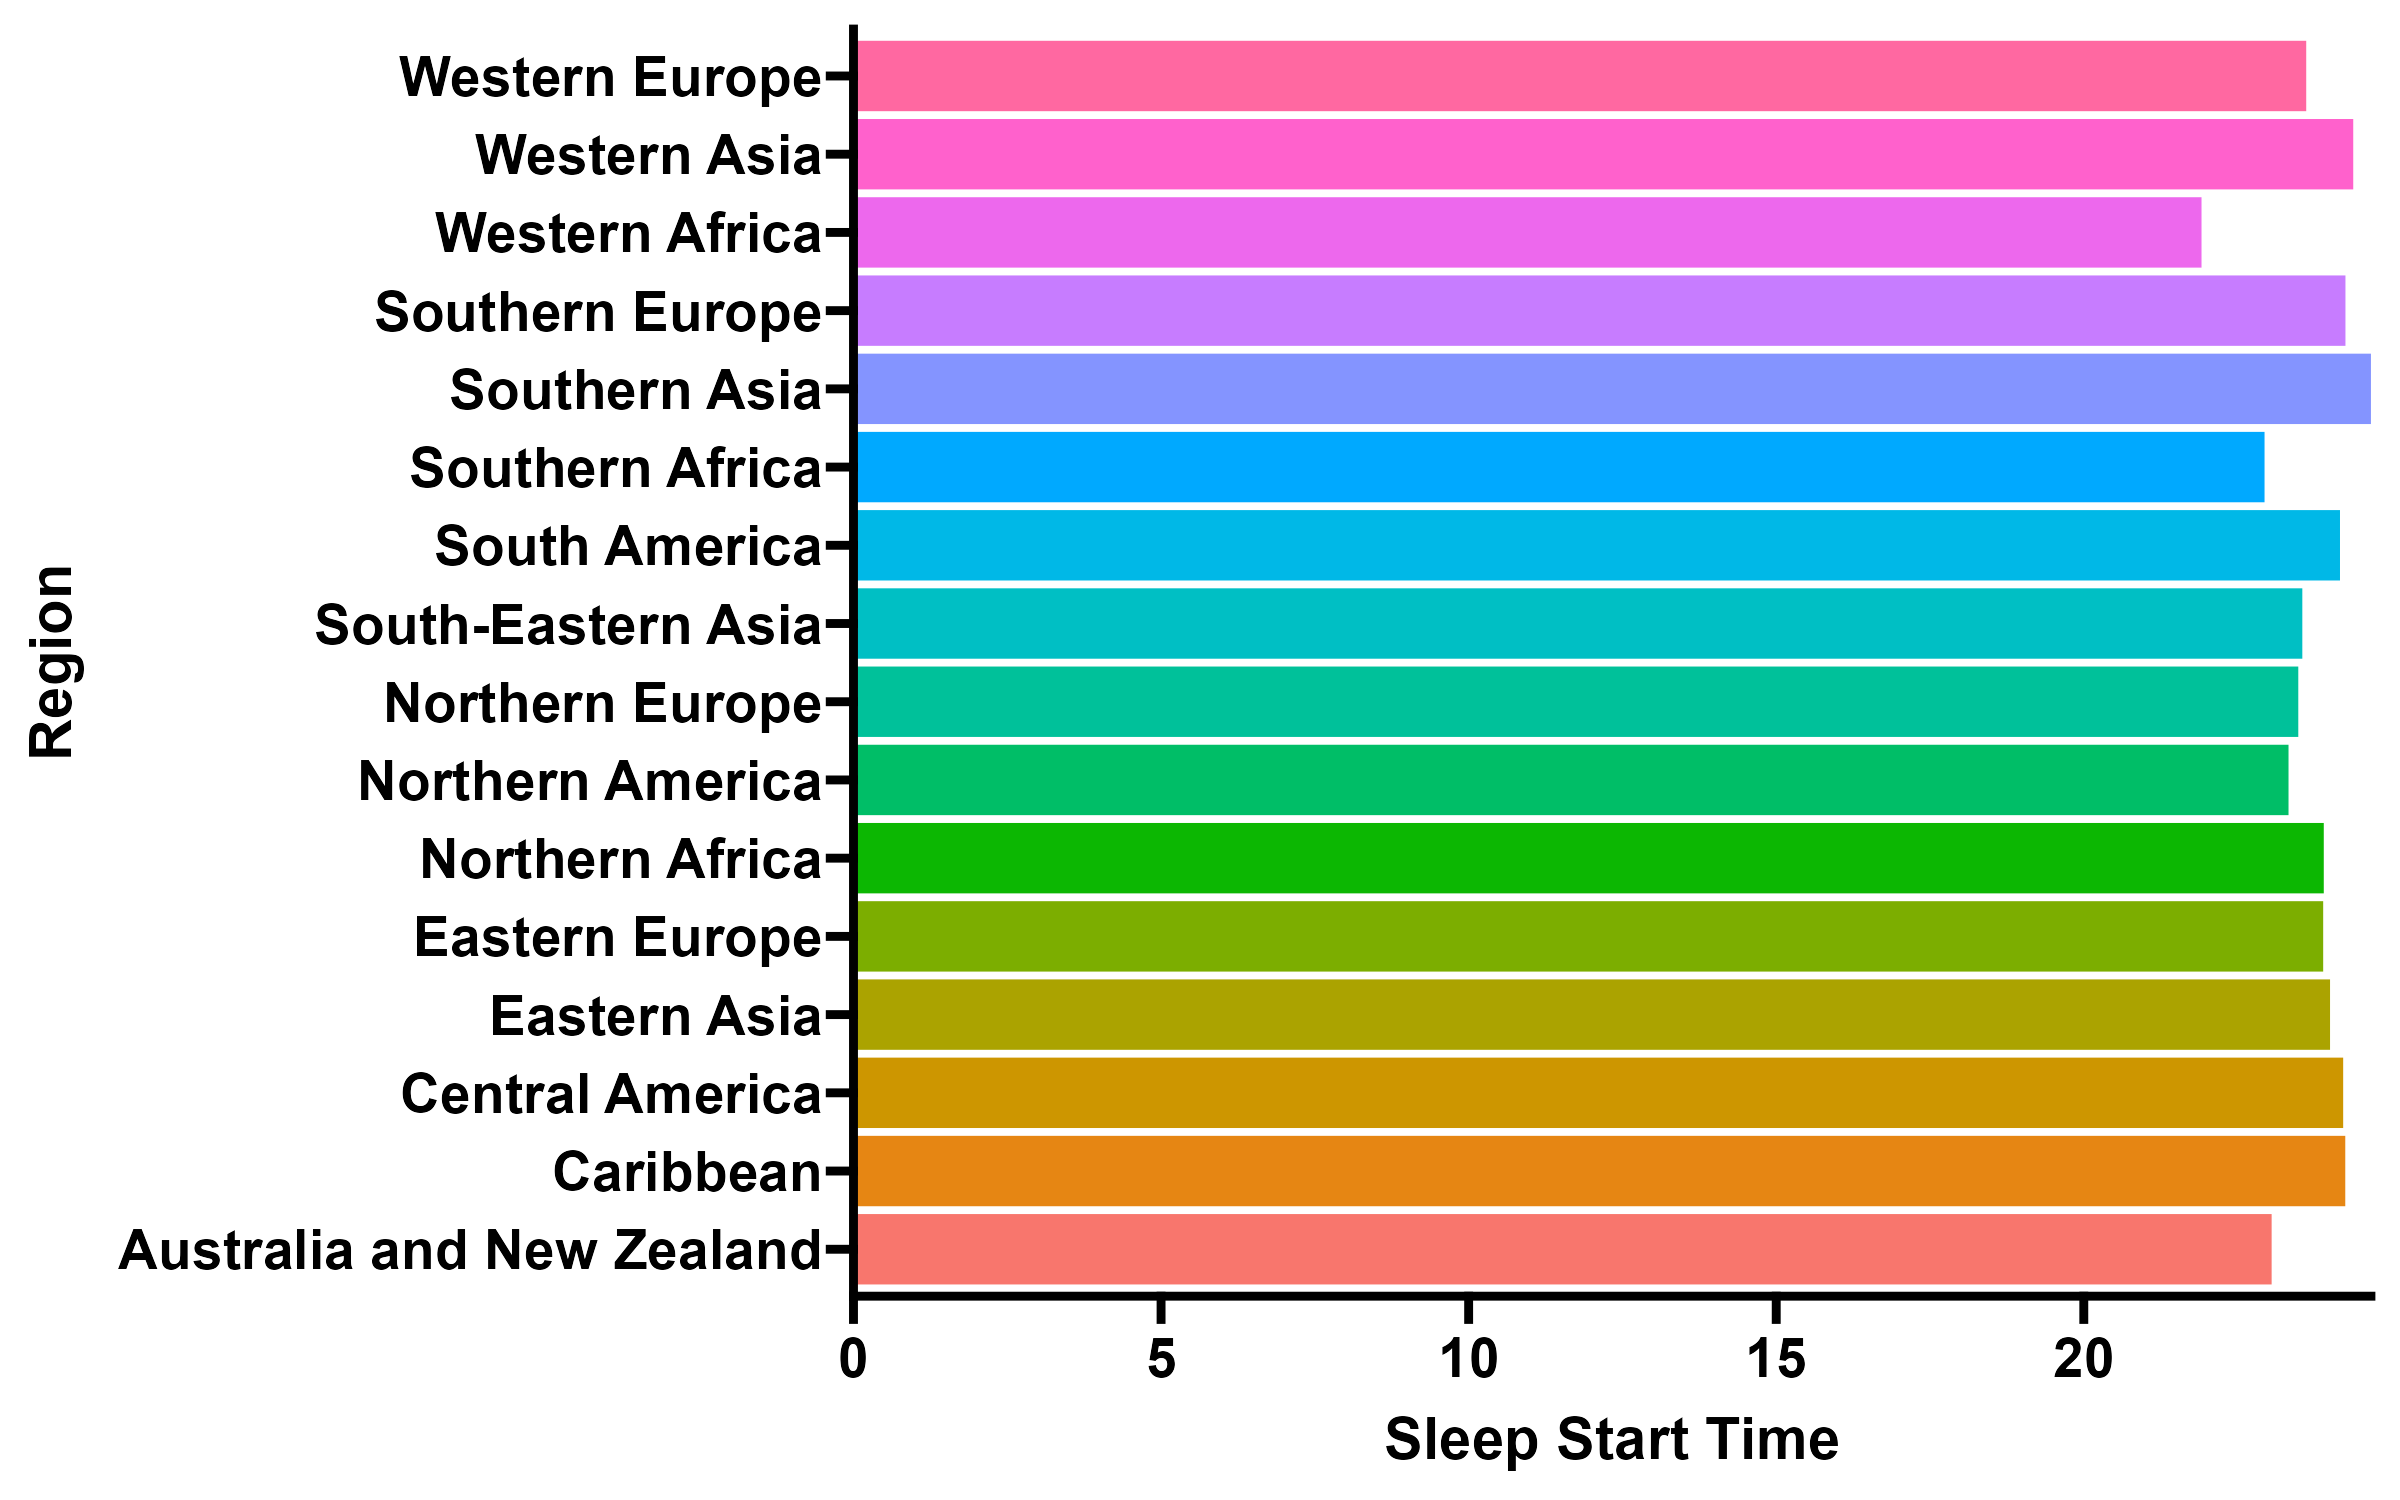 Western Europe
Western Asia
Western Africa
Southern Europe
Southern Asia
Southern Africa
South America
South-Eastern Asia
Northern Europe
Northern America
Northern Africa
Eastern Europe
Eastern Asia
Central America
Caribbean
Australia and New Zealand
Region
0 5 10 15 20
Sleep Start Time